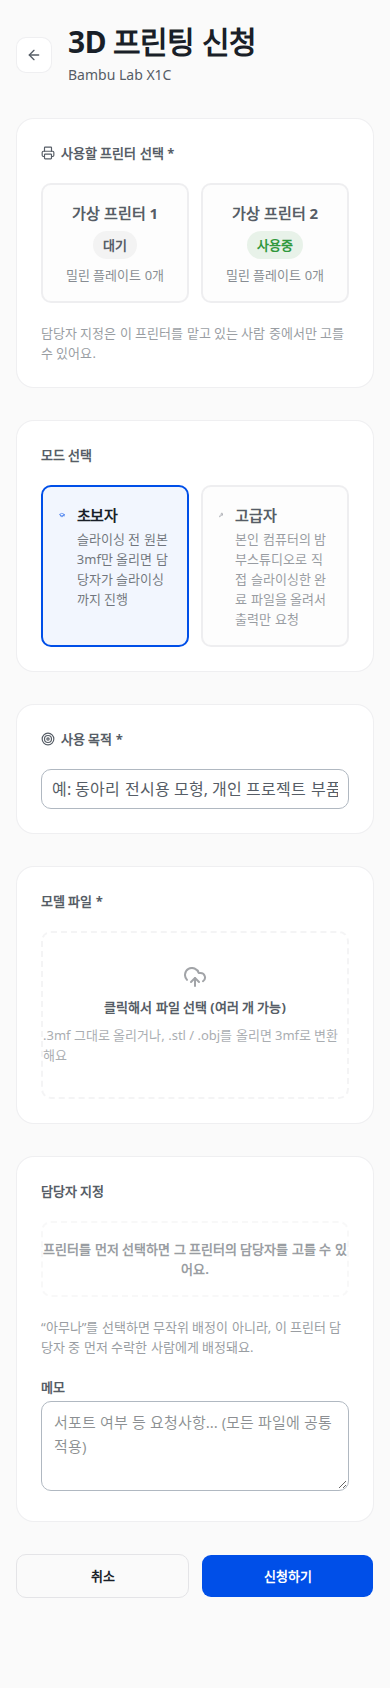 3D 프린팅 신청
Bambu Lab X1C
사용할 프린터 선택 *
가상 프린터 1
대기
밀린 플레이트 0개
가상 프린터 2
사용중
밀린 플레이트 0개
담당자 지정은 이 프린터를 맡고 있는 사람 중에서만 고를
수 있어요.
모드 선택
초보자
슬라이싱 전 원본
3mf만 올리면 담
당자가 슬라이싱
까지 진행
고급자
본인 컴퓨터의 밤
부스튜디오로 직
접 슬라이싱한 완
료 파일을 올려서
출력만 요청
사용 목적 *
예: 동아리 전시용 모형, 개인 프로젝트 부품
모델 파일 *
클릭해서 파일 선택 (여러 개 가능)
.3mf 그대로 올리거나, .stl / .obj를 올리면 3mf로 변환
해요
담당자 지정
프린터를 먼저 선택하면 그 프린터의 담당자를 고를 수 있
어요.
“아무나”를 선택하면 무작위 배정이 아니라, 이 프린터 담
당자 중 먼저 수락한 사람에게 배정돼요.
메모
서포트 여부 등 요청사항... (모든 파일에 공통
적용)
취소
신청하기